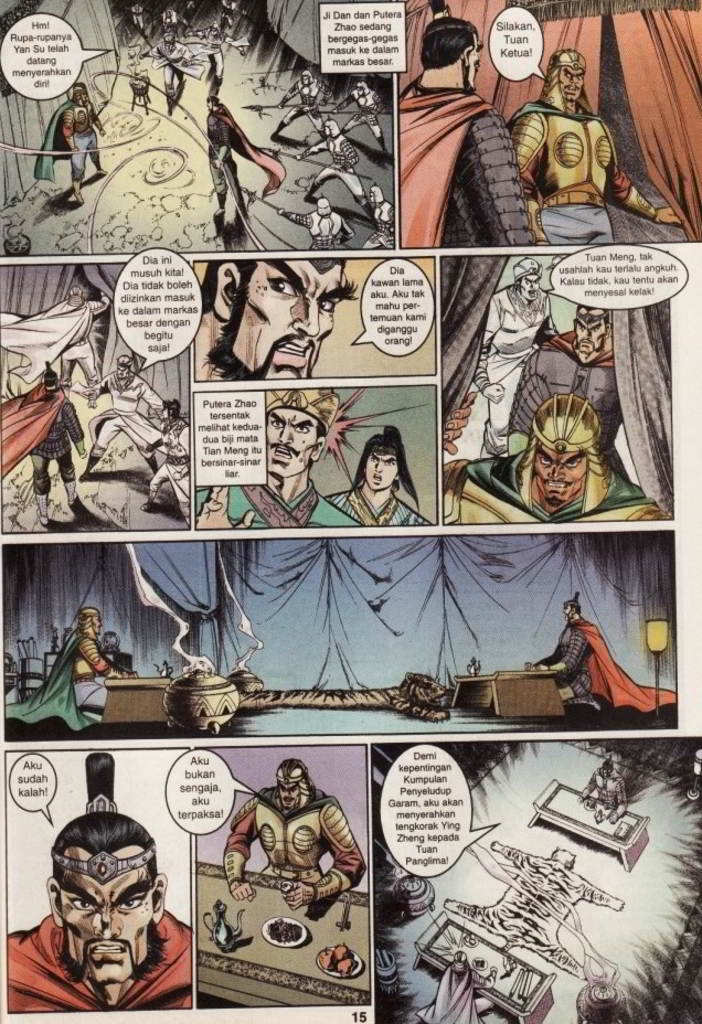 Hm!
Rupa-rupanya
Yan Su telah
datang
menyerahkan
diri!
Ji Dan dan Putera
Zhao sedang
bergegas-gegas
masuk ke dalam
markas besar.
Silakan,
Tuan
Ketua!
Dia ini
musuh kita!
Dia tidak boleh
diizinkan masuk
ke dalam markas
besar dengan
begitu
saja!
Dia
kawan lama
aku. Aku tak
mahu per-
temuan kami
diganggu
orang!
Putera Zhao
tersentak
melihat kedua-
dua biji mata
Tian Meng itu
bersinar-sinar
liar.
Tuan Meng, tak
usahlah kau terlalu angkuh.
Kalau tidak, kau tentu akan
menyesal kelak!
Aku
sudah
kalah!
Aku
bukan
sengaja,
aku
terpaksa!
Demi
kepentingan
Kumpulan
Penyeludup
Garam, aku akan
menyerahkan
tengkorak Ying
Zheng kepada
Tuan
Panglima!
15